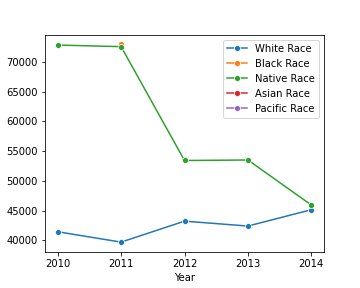 White Race
Black Race
Native Race
Asian Race
Pacific Race
70000
65000
60000
55000
50000
45000
40000
2010 2011 2012 2013 2014
Year